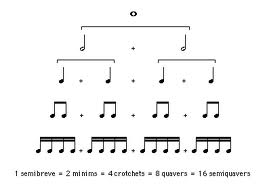 +
+ + +
+ + +
+ + +
1 semibreve = 2 minims = 4 crotchets = 8 quavers = 16 semiquavers